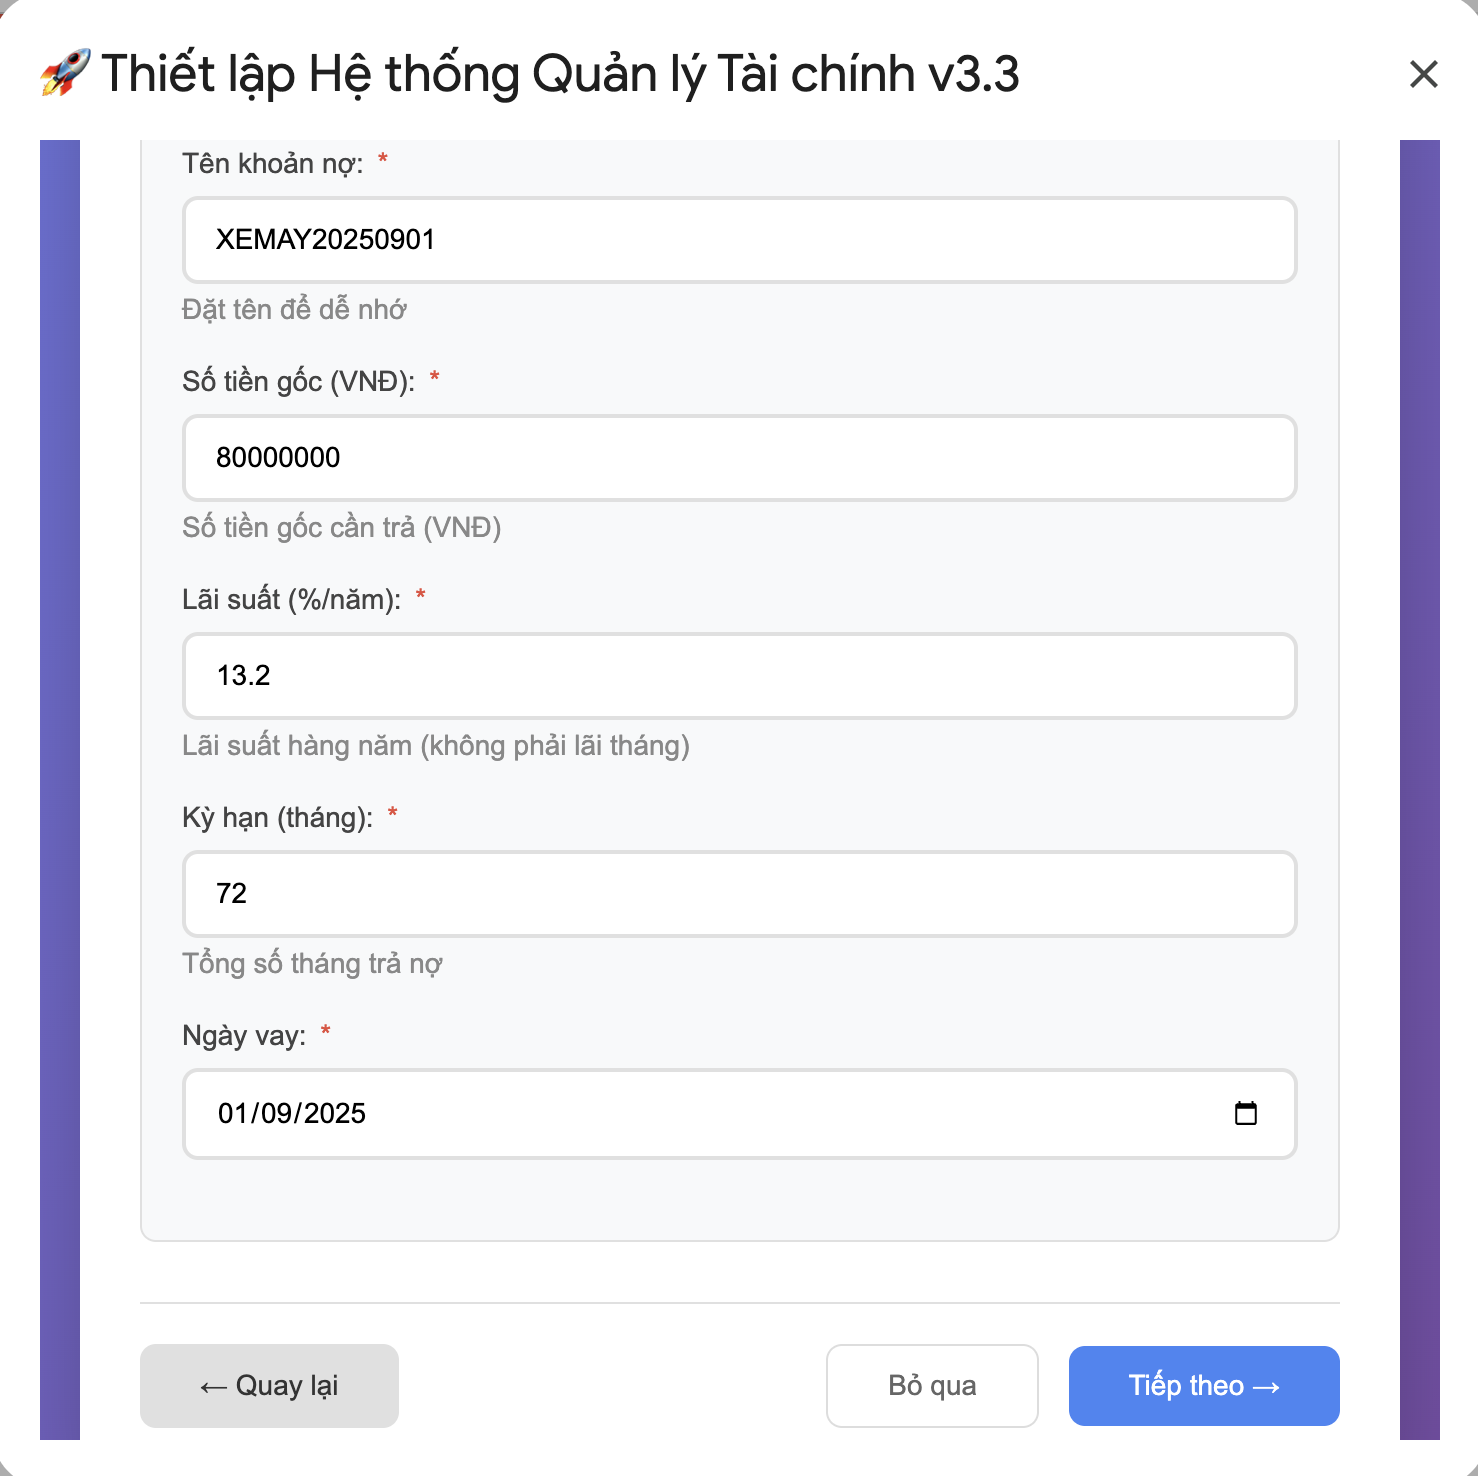 🚀 Thiết lập Hệ thống Quản lý Tài chính v3.3
Tên khoản nợ: *
XEMAY20250901
Đặt tên để dễ nhớ
Số tiền gốc (VNĐ): *
80000000
Số tiền gốc cần trả (VNĐ)
Lãi suất (%/năm): *
13.2
Lãi suất hàng năm (không phải lãi tháng)
Kỳ hạn (tháng): *
72
Tổng số tháng trả nợ
Ngày vay: *
01/09/2025
← Quay lại
Bỏ qua
Tiếp theo →